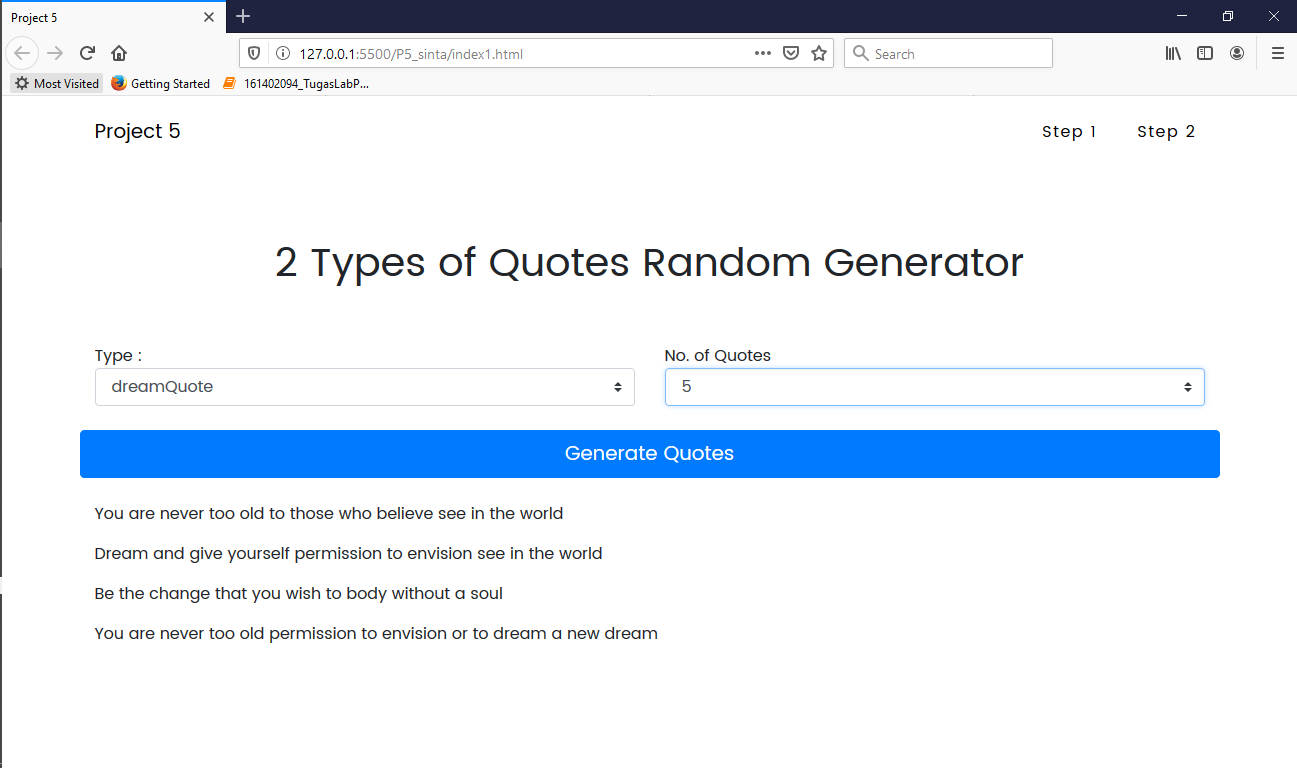 Project 5
127.0.0.1:5500/P5_sinta/index1.html
Search
Most Visited Getting Started 161402094_TugasLabP...
Project 5 Step 1 Step 2
2 Types of Quotes Random Generator
Type : No. of Quotes
dreamQuote 5
Generate Quotes
You are never too old to those who believe see in the world
Dream and give yourself permission to envision see in the world
Be the change that you wish to body without a soul
You are never too old permission to envision or to dream a new dream